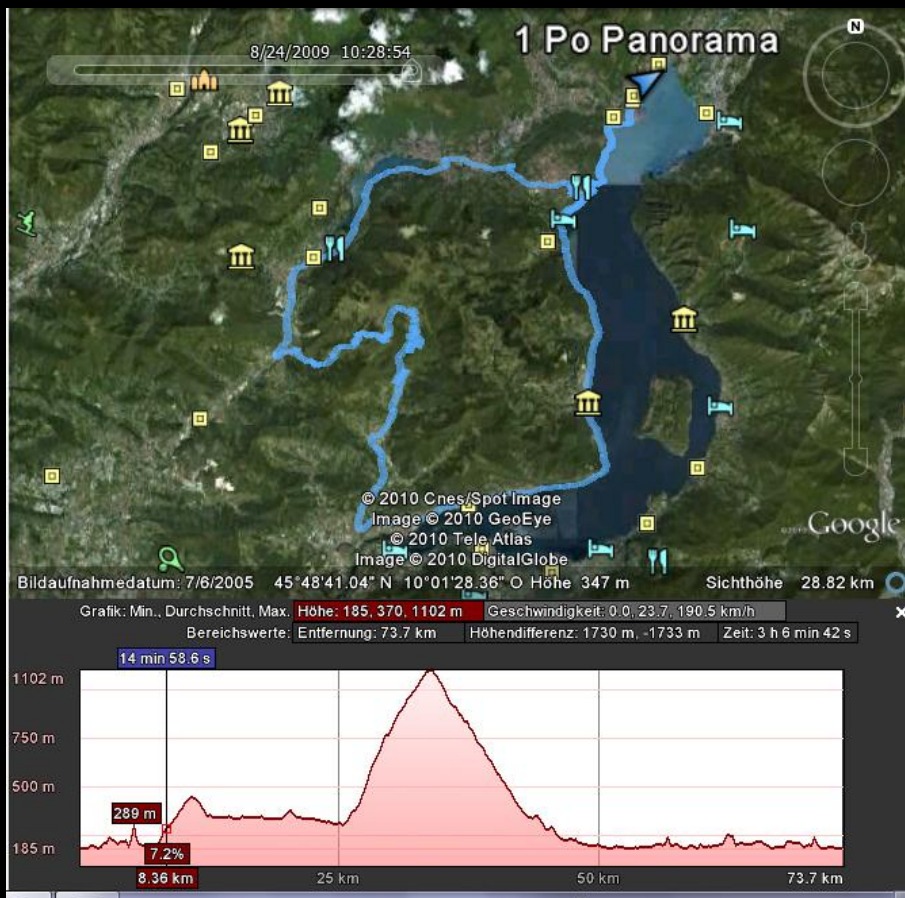 8/24/2009 10:28:54
1 Po Panorama
N
© 2010 Cnes/Spot Image
Image © 2010 GeoEye
© 2010 Tele Atlas
Image © 2010 DigitalGlobe
Google
Bildaufnahmedatum: 7/6/2005 45°48'41.04" N 10°01'28.36" O Höhe 347 m Sichthöhe 28.82 km
Grafik: Min., Durchschnitt, Max. Höhe: 185, 370, 1102 m Geschwindigkeit: 0.0, 23.7, 190.5 km/h
Bereichswerte: Entfernung: 73.7 km Höhendifferenz: 1730 m, -1733 m Zeit: 3 h 6 min 42 s
14 min 58.6 s
1102 m
750 m
500 m
289 m
185 m
7.2%
8.36 km 25 km 50 km 73.7 km